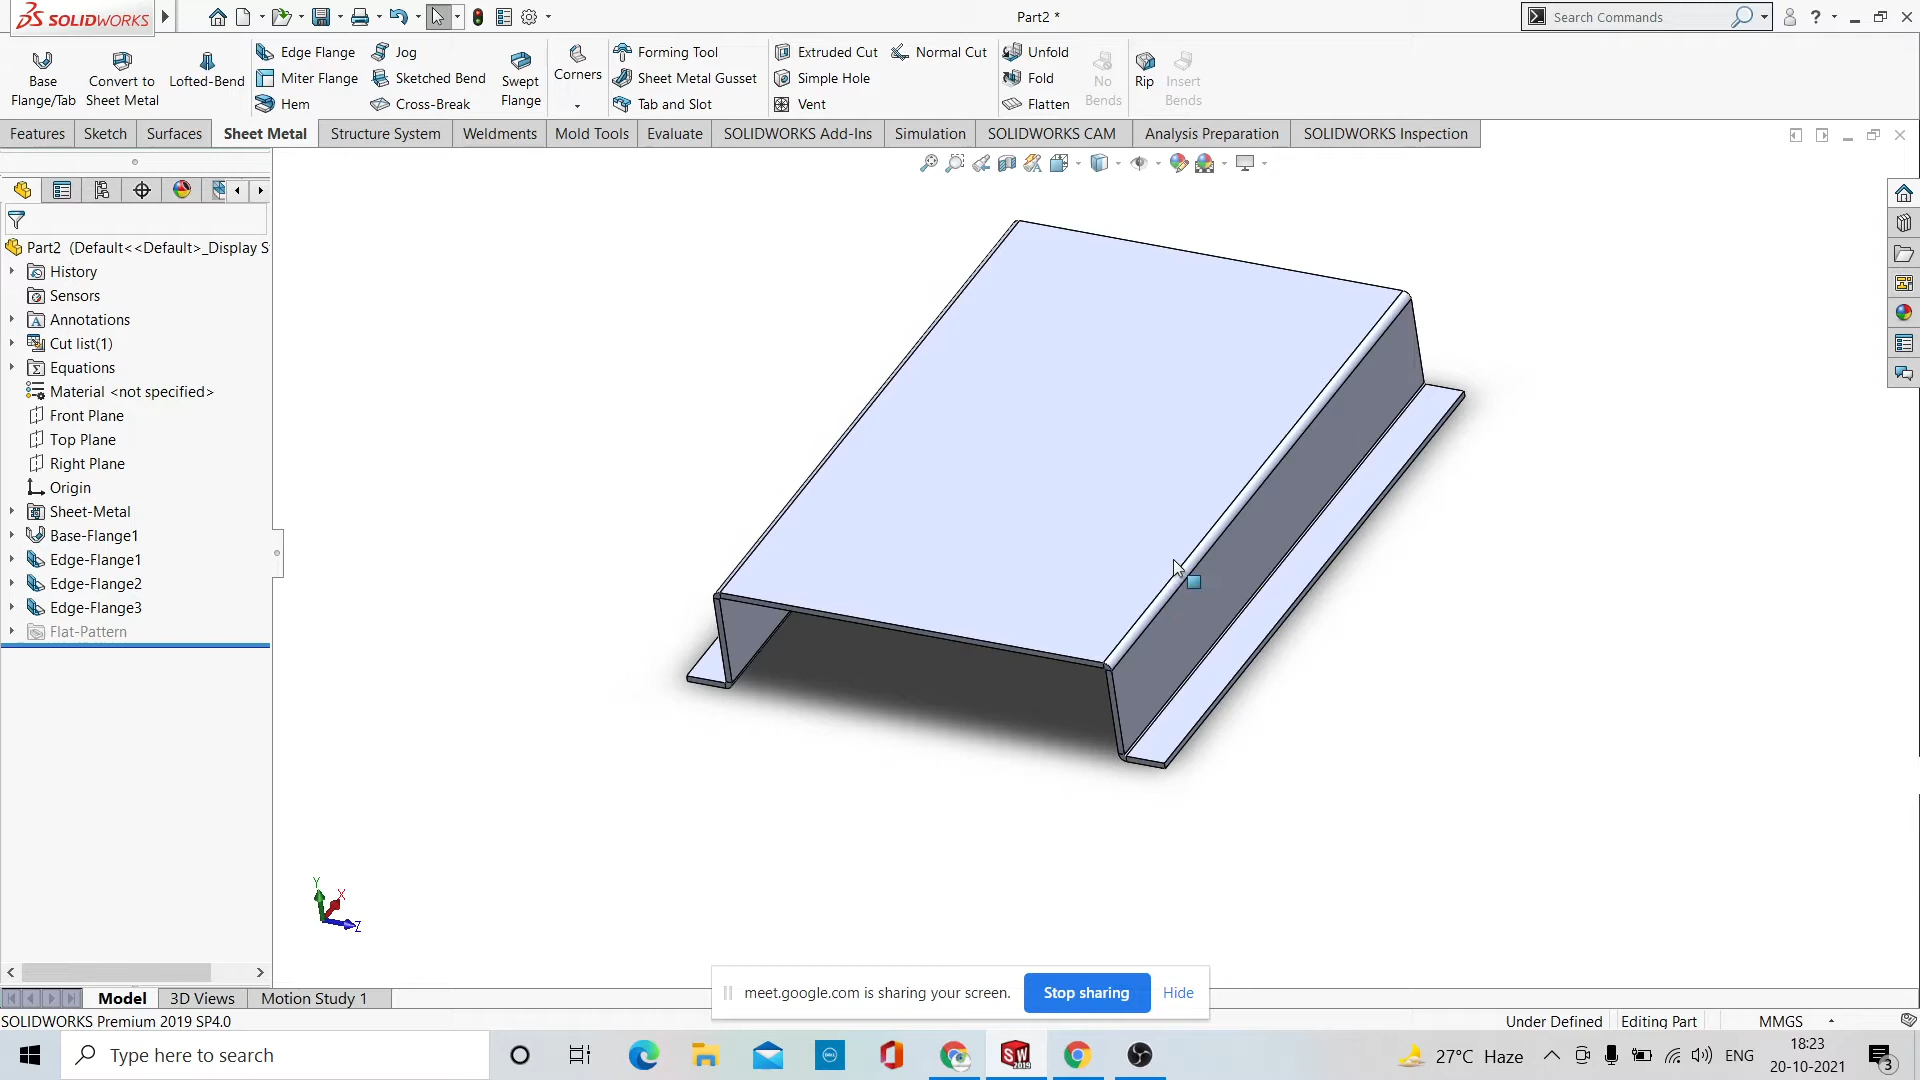 SOLIDWORKS
Part2 *
Search Commands
Base Flange/Tab
Convert to Sheet Metal
Lofted-Bend
Edge Flange
Miter Flange
Hem
Jog
Sketched Bend
Cross-Break
Swept Flange
Corners
Forming Tool
Sheet Metal Gusset
Tab and Slot
Extruded Cut
Simple Hole
Vent
Normal Cut
Unfold
Fold
Flatten
No Bends
Rip
Insert Bends
Features
Sketch
Surfaces
Sheet Metal
Structure System
Weldments
Mold Tools
Evaluate
SOLIDWORKS Add-Ins
Simulation
SOLIDWORKS CAM
Analysis Preparation
SOLIDWORKS Inspection
Part2 (Default<<Default>_Display S
History
Sensors
Annotations
Cut list(1)
Equations
Material <not specified>
Front Plane
Top Plane
Right Plane
Origin
Sheet-Metal
Base-Flange1
Edge-Flange1
Edge-Flange2
Edge-Flange3
Flat-Pattern
Y
X
Z
meet.google.com is sharing your screen.
Stop sharing
Hide
Model
3D Views
Motion Study 1
SOLIDWORKS Premium 2019 SP4.0
Under Defined
Editing Part
MMGS
Type here to search
27°C Haze
ENG
18:23
20-10-2021
3